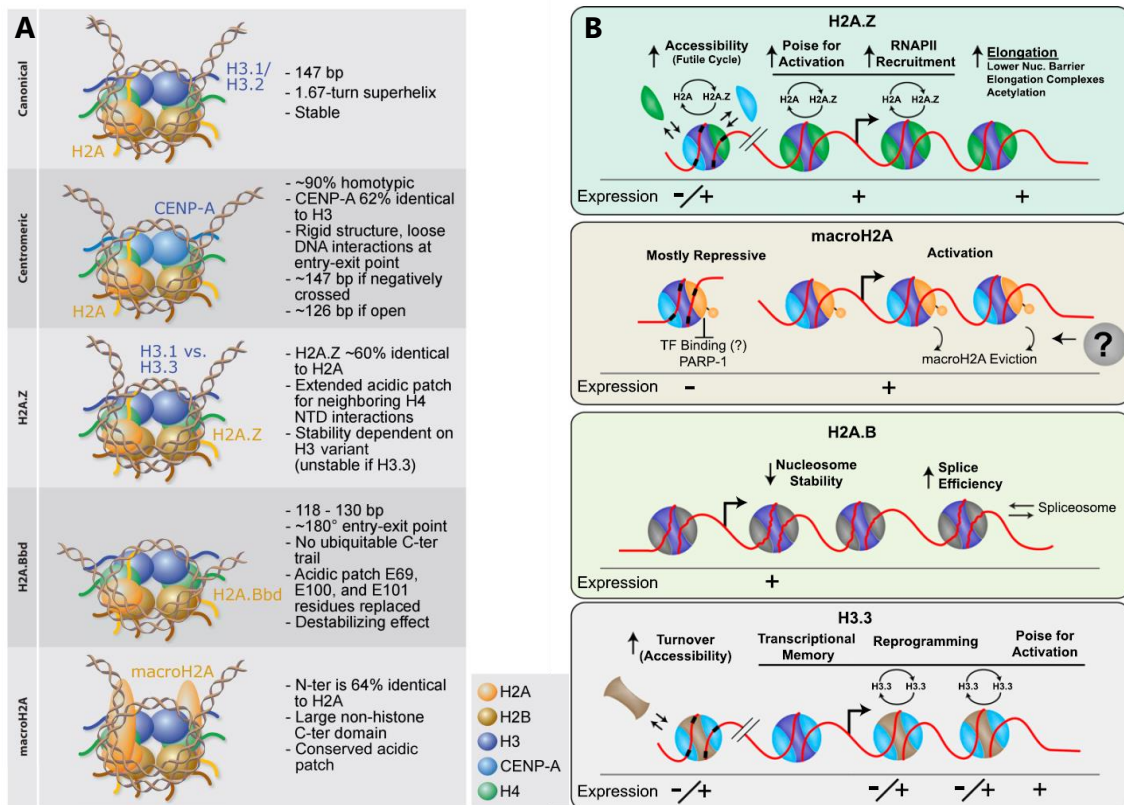 A
Canonical
H3.1/
H3.2
H2A
- 147 bp
- 1.67-turn superhelix
- Stable
Centromeric
CENP-A
H2A
- ~90% homotypic
- CENP-A 62% identical
to H3
- Rigid structure, loose
DNA interactions at
entry-exit point
- ~147 bp if negatively
crossed
- ~126 bp if open
H2A.Z
H3.1 vs.
H3.3
H2A.Z
- H2A.Z ~60% identical
to H2A
- Extended acidic patch
for neighboring H4
NTD interactions
- Stability dependent on
H3 variant
(unstable if H3.3)
H2A.Bbd
H2A.Bbd
- 118 - 130 bp
- ~180° entry-exit point
- No ubiquitable C-ter
trail
- Acidic patch E69,
E100, and E101
residues replaced
- Destabilizing effect
macroH2A
macroH2A
- N-ter is 64% identical
to H2A
- Large non-histone
C-ter domain
- Conserved acidic
patch
H2A
H2B
H3
CENP-A
H4
B
H2A.Z
Accessibility
(Futile Cycle)
Poise for
Activation
RNAPII
Recruitment
Elongation
Lower Nuc. Barrier
Elongation Complexes
Acetylation
H2A H2A.Z
H2A H2A.Z
H2A H2A.Z
Expression -/+ + +
macroH2A
Mostly Repressive
Activation
TF Binding (?)
PARP-1
macroH2A Eviction
?
Expression - +
H2A.B
Nucleosome
Stability
Splice
Efficiency
Spliceosome
Expression +
H3.3
Turnover
(Accessibility)
Transcriptional
Memory
Reprogramming
Poise for
Activation
H3.3 H3.3
H3.3 H3.3
Expression -/+ -/+ -/+ +